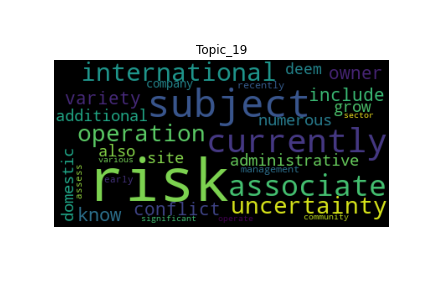 Topic_19
international deem owner
company recently
variety subject include
grow sector
additional numerous
operation currently
also site administrative
various management
domestic assess risk associate
yearly
know conflict uncertainty
significant operate community